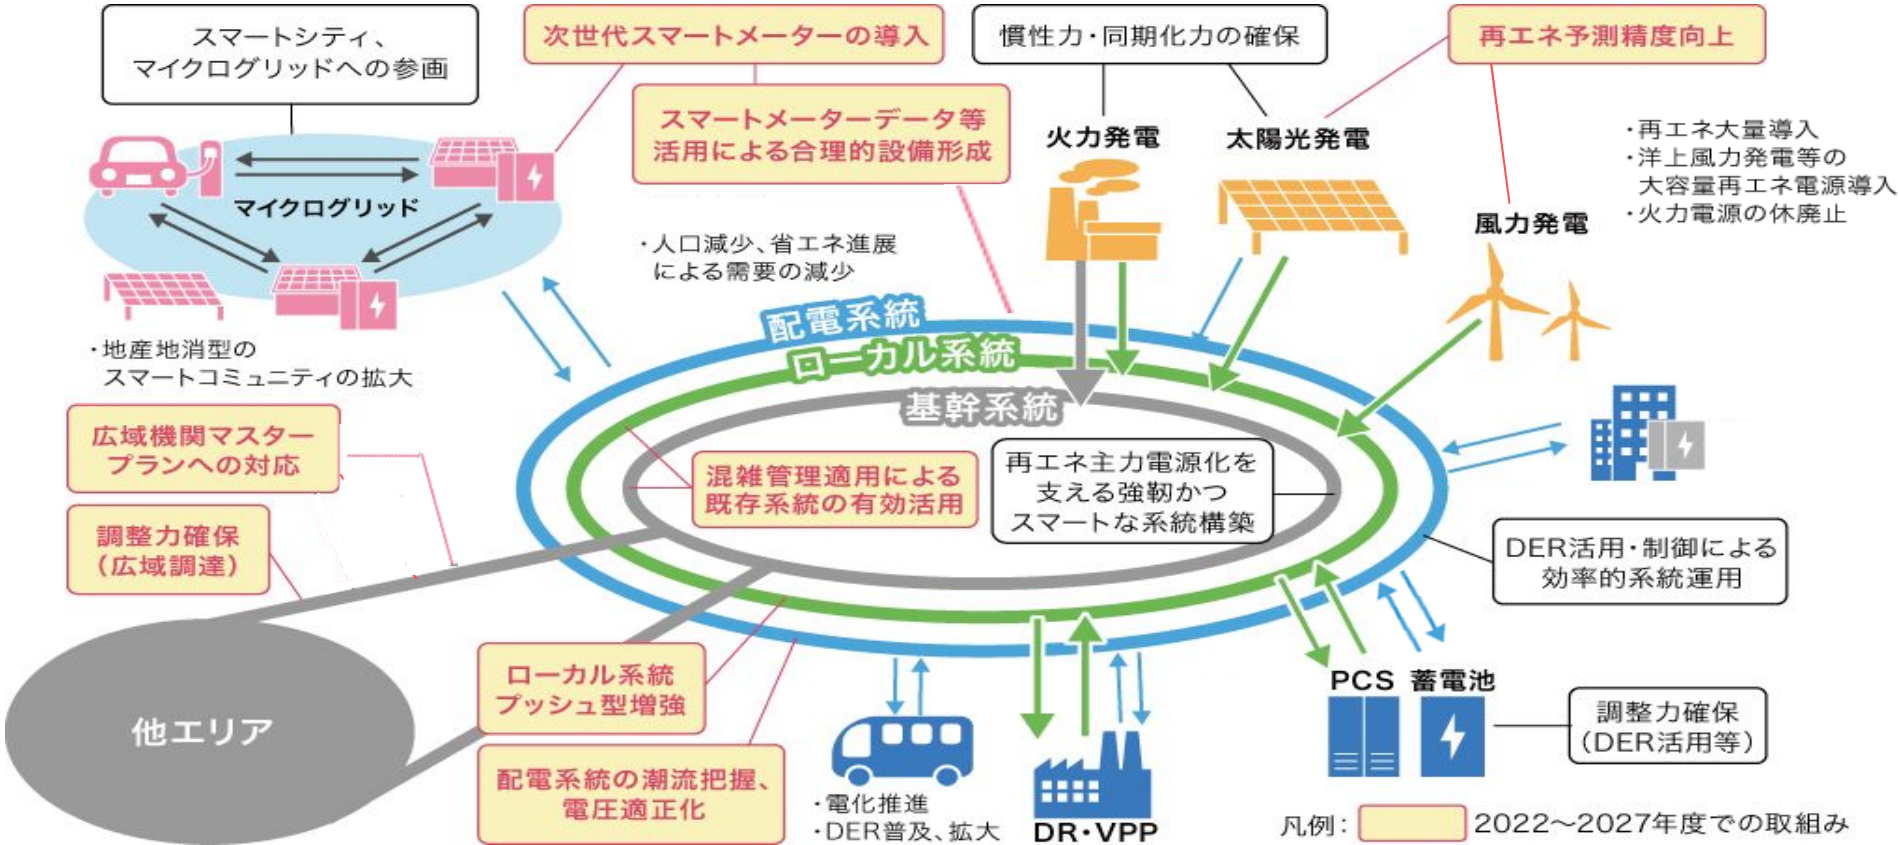 スマートシティ、
マイクログリッドへの参画
次世代スマートメーターの導入
慣性力・同期化力の確保
再エネ予測精度向上
スマートメーターデータ等
活用による合理的設備形成
火力発電
太陽光発電
・再エネ大量導入
・洋上風力発電等の
大容量再エネ電源導入
・火力電源の休廃止
マイクログリッド
風力発電
・人口減少、省エネ進展
による需要の減少
・地産地消型の
スマートコミュニティの拡大
配電系統
ローカル系統
基幹系統
広域機関マスター
プランへの対応
混雑管理適用による
既存系統の有効活用
再エネ主力電源化を
支える強靭かつ
スマートな系統構築
調整力確保
（広域調達）
DER活用・制御による
効率的系統運用
ローカル系統
プッシュ型増強
PCS
蓄電池
他エリア
調整力確保
（DER活用等）
配電系統の潮流把握、
電圧適正化
・電化推進
・DER普及、拡大
DR・VPP
凡例：
2022〜2027年度での取組み